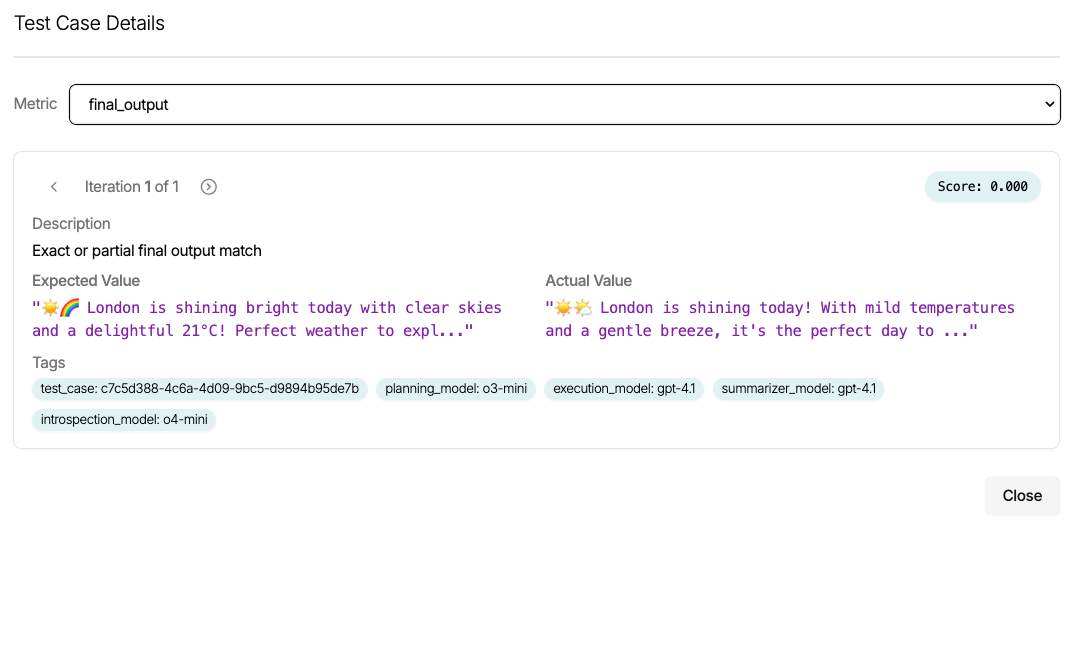 Test Case Details
Metric
final_output
Iteration 1 of 1
Score: 0.000
Description
Exact or partial final output match
Expected Value
"☀️🌈 London is shining bright today with clear skies
and a delightful 21°C! Perfect weather to expl..."
Actual Value
"☀️🌤️ London is shining today! With mild temperatures
and a gentle breeze, it's the perfect day to ..."
Tags
test_case: c7c5d388-4c6a-4d09-9bc5-d9894b95de7b planning_model: o3-mini execution_model: gpt-4.1 summarizer_model: gpt-4.1
introspection_model: o4-mini
Close